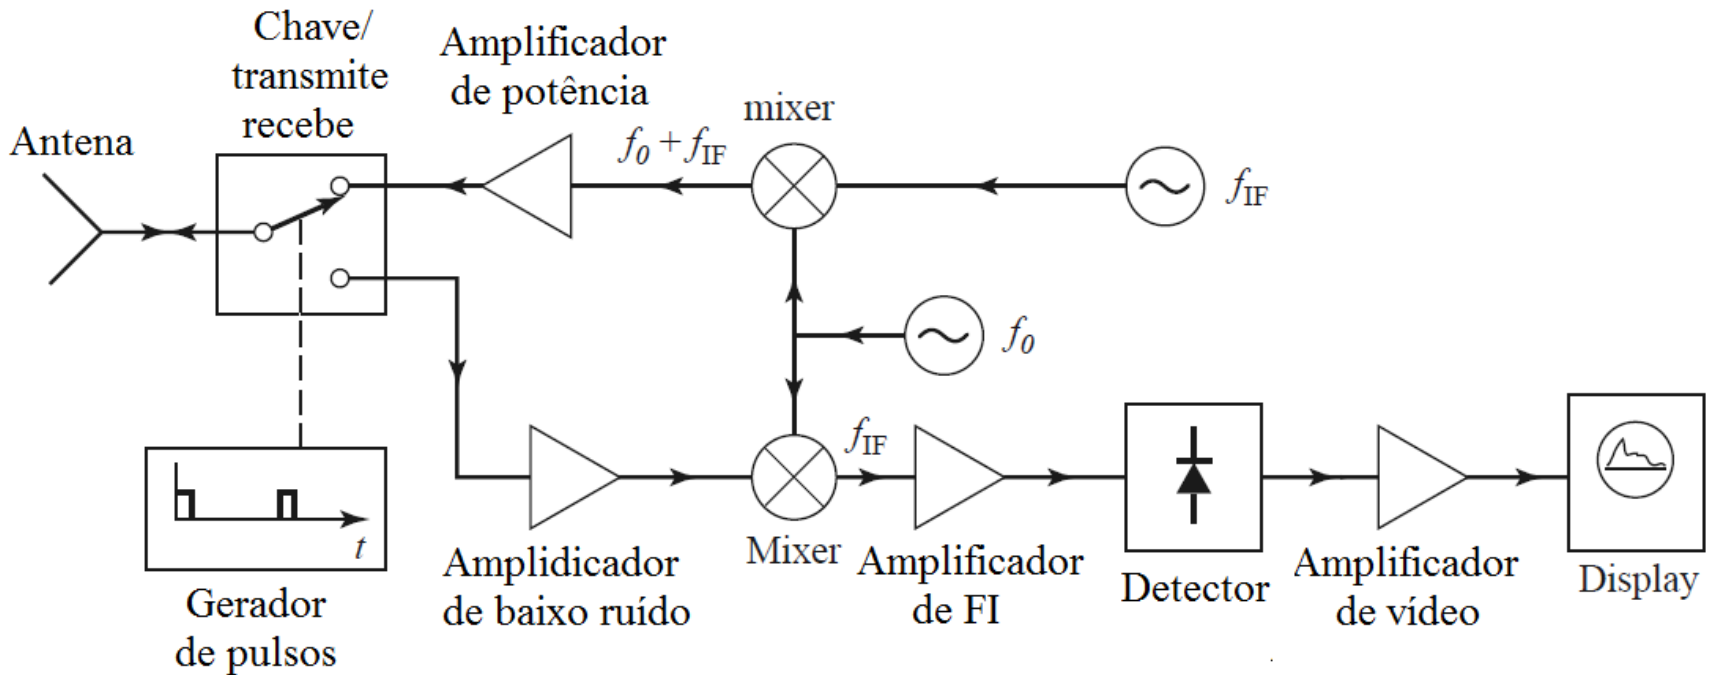 Chave/
transmite
recebe
Amplificador
de potência
mixer
Antena
f0 + fIF
fIF
f0
fIF
t
Gerador
de pulsos
Amplidicador
de baixo ruído
Mixer
Amplificador
de FI
Detector
Amplificador
de vídeo
Display